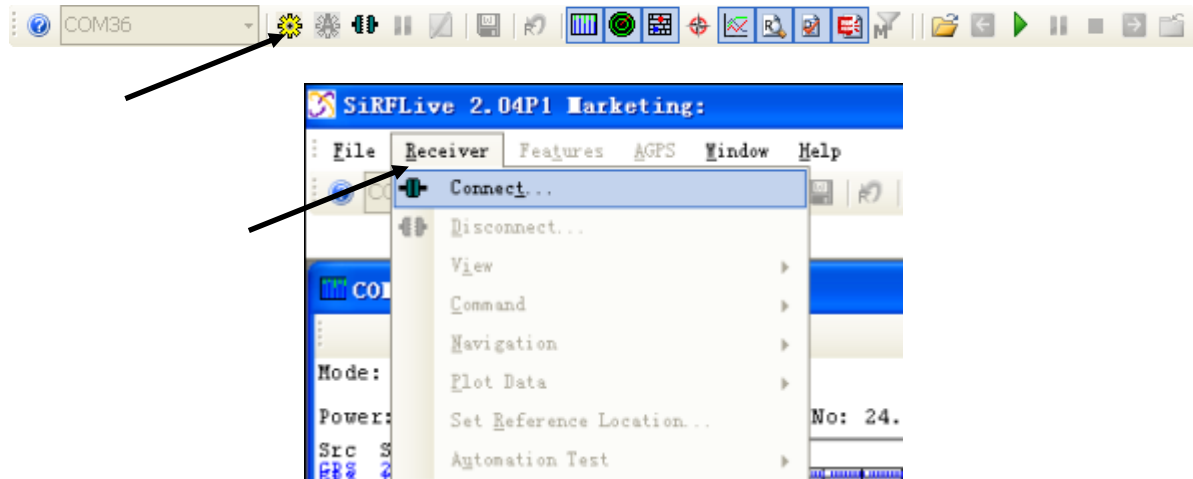 COM36
SiRFLive 2.04P1 Marketing:
File Receiver Features AGPS Window Help
Connect...
Disconnect...
View
COM
Command
Navigation
Mode:
Plot Data
Power:
Set Reference Location...
No: 24.
Src S
Automation Test